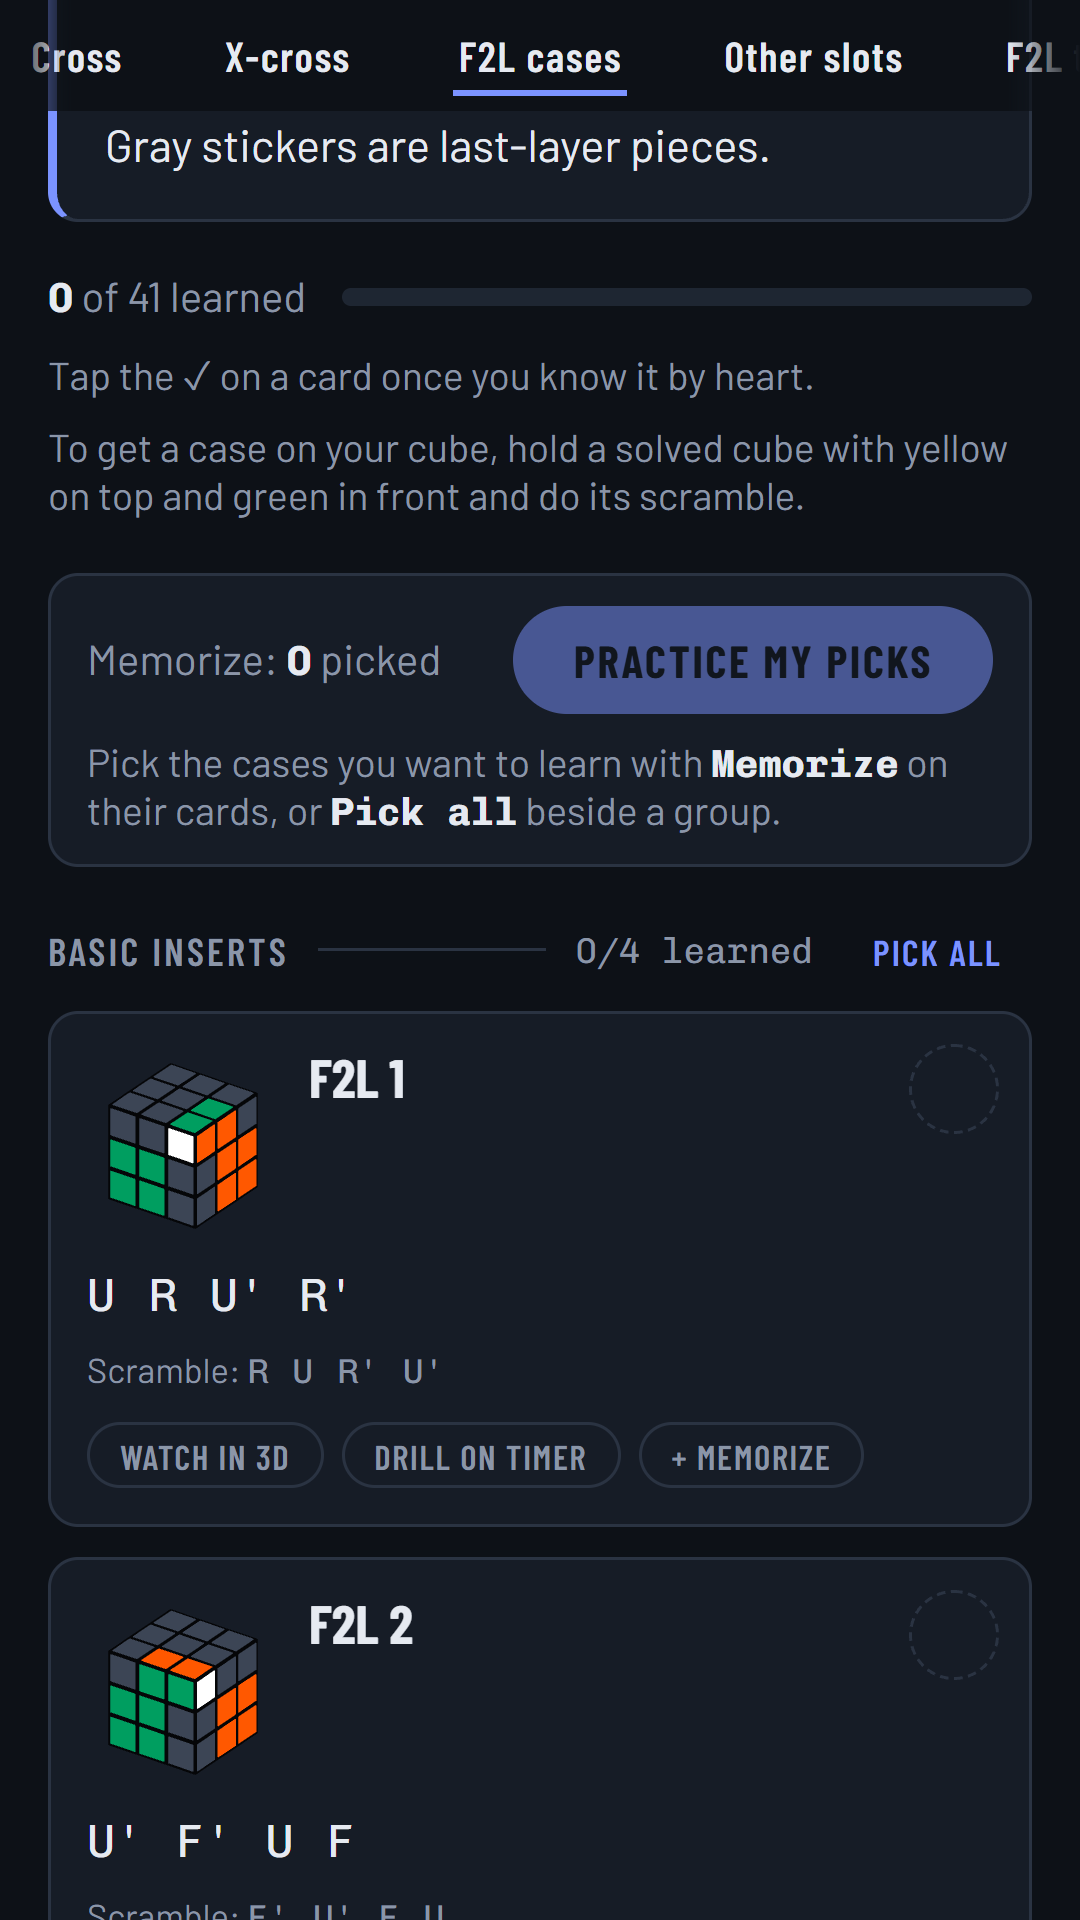 Cross X-cross F2L cases Other slots F2L
Gray stickers are last-layer pieces.
0 of 41 learned
Tap the ✓ on a card once you know it by heart.
To get a case on your cube, hold a solved cube with yellow
on top and green in front and do its scramble.
Memorize: 0 picked
PRACTICE MY PICKS
Pick the cases you want to learn with Memorize on
their cards, or Pick all beside a group.
BASIC INSERTS 0/4 learned PICK ALL
F2L 1
U R U' R'
Scramble: R U R' U'
WATCH IN 3D DRILL ON TIMER + MEMORIZE
F2L 2
U' F' U F
Scramble: F' U' F U